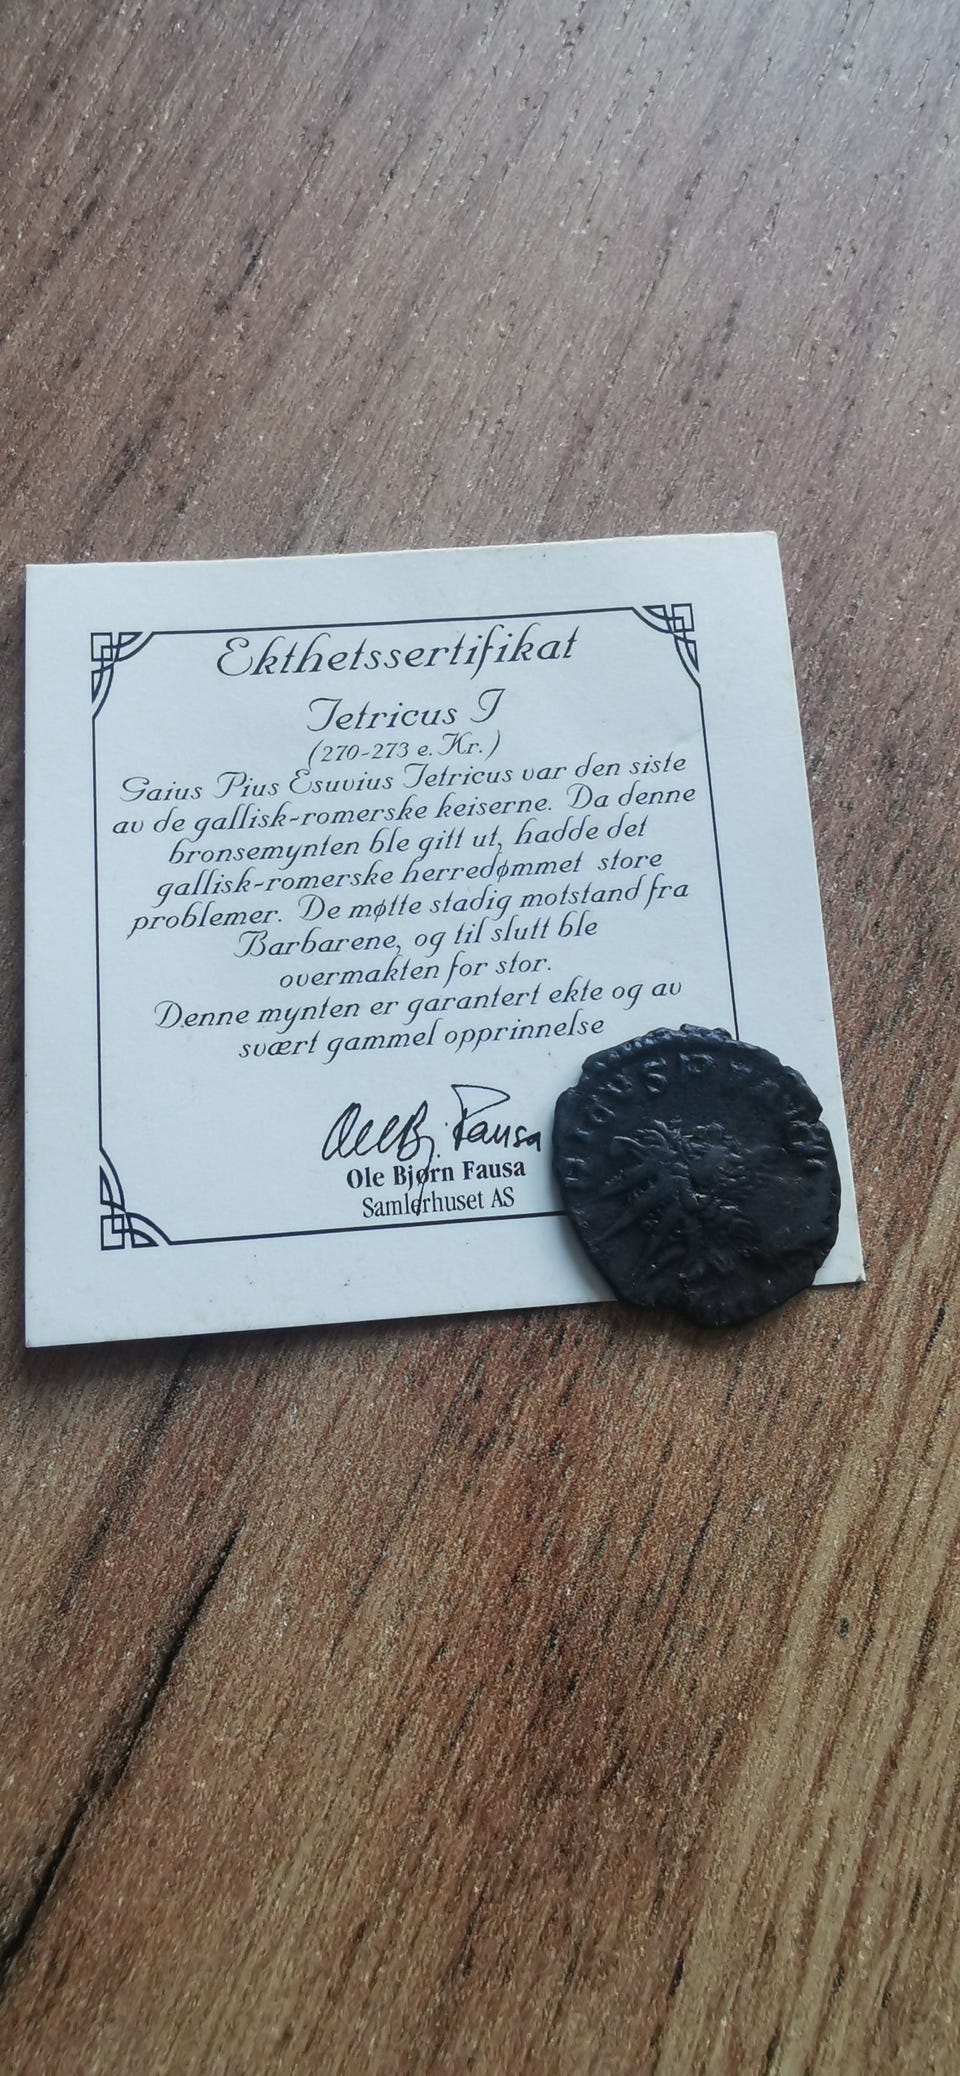 Ekthetssertifikat
Tetricus I
(270-273 e. Kr.)
Gaius Pius Esuvius Tetricus var den siste
av de gallisk-romerske keiserne. Da denne
bronsemynten ble gitt ut, hadde det
gallisk-romerske herredømmet store
problemer. De møtte stadig motstand fra
Barbarene, og til slutt ble
overmakten for stor.
Denne mynten er garantert ekte og av
svært gammel opprinnelse
Ole Bj. Fausa
Ole Bjørn Fausa
Samlerhuset AS